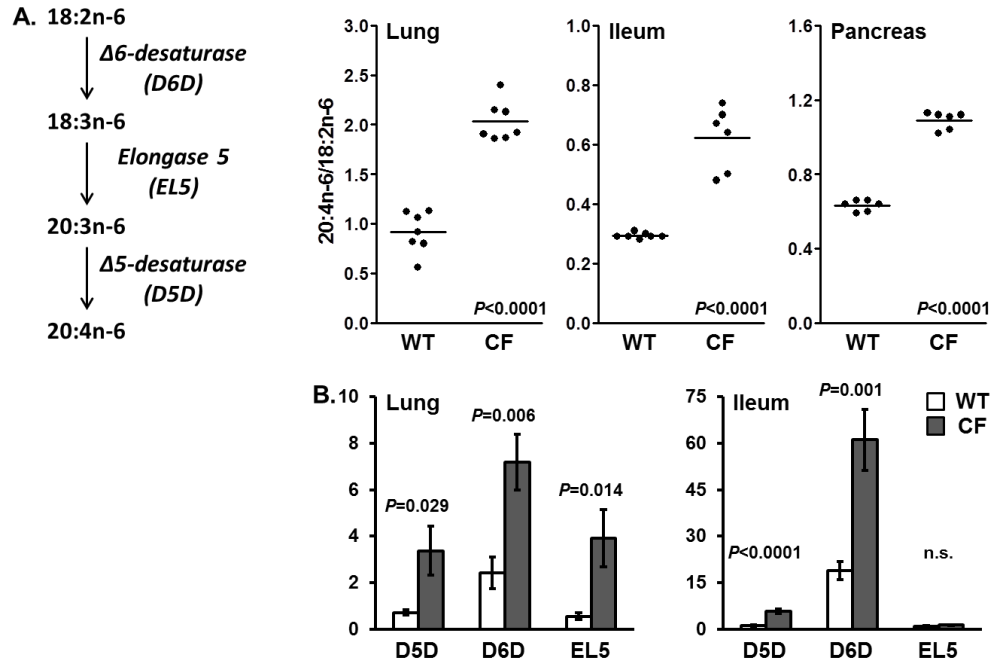 A.
18:2n-6
Δ6-desaturase
(D6D)
18:3n-6
Elongase 5
(EL5)
20:3n-6
Δ5-desaturase
(D5D)
20:4n-6
20:4n-6/18:2n-6
Lung
3.0
2.5
2.0
1.5
1.0
0.5
0.0
P<0.0001
WT CF
Ileum
1.0
0.8
0.6
0.4
0.2
0.0
P<0.0001
WT CF
Pancreas
1.6
1.2
0.8
0.4
0.0
P<0.0001
WT CF
B.
Lung
10
8
6
4
2
0
P=0.029
P=0.006
P=0.014
D5D D6D EL5
Ileum
75
60
45
30
15
0
P<0.0001
P=0.001
n.s.
D5D D6D EL5
WT
CF